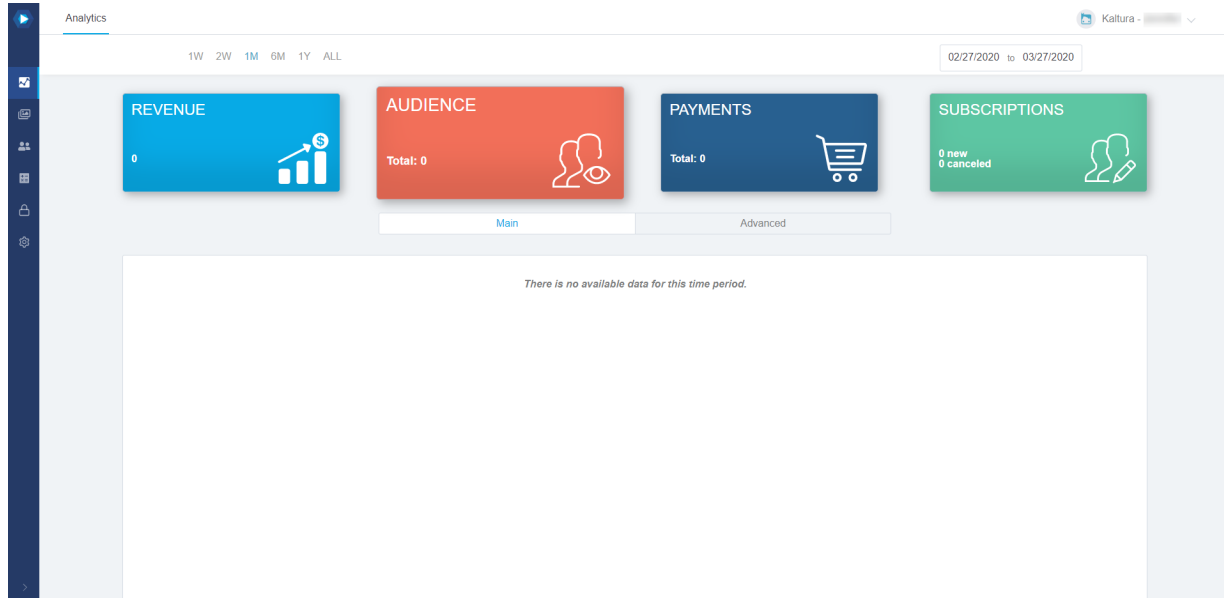 Analytics
Kaltura -
1W 2W 1M 6M 1Y ALL
02/27/2020 to 03/27/2020
REVENUE
0
$
AUDIENCE
Total: 0
PAYMENTS
Total: 0
SUBSCRIPTIONS
0 new
0 canceled
Main
Advanced
There is no available data for this time period.